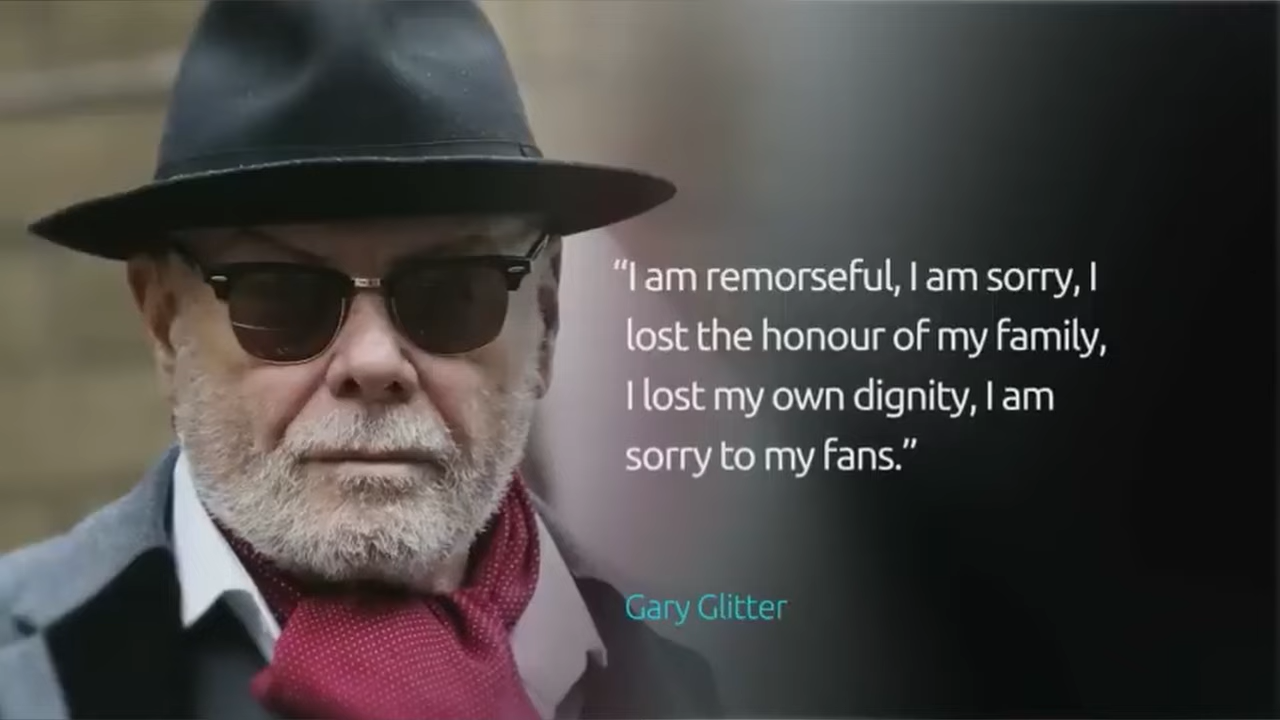 “I am remorseful, I am sorry, I
lost the honour of my family,
I lost my own dignity, I am
sorry to my fans.”
Gary Glitter